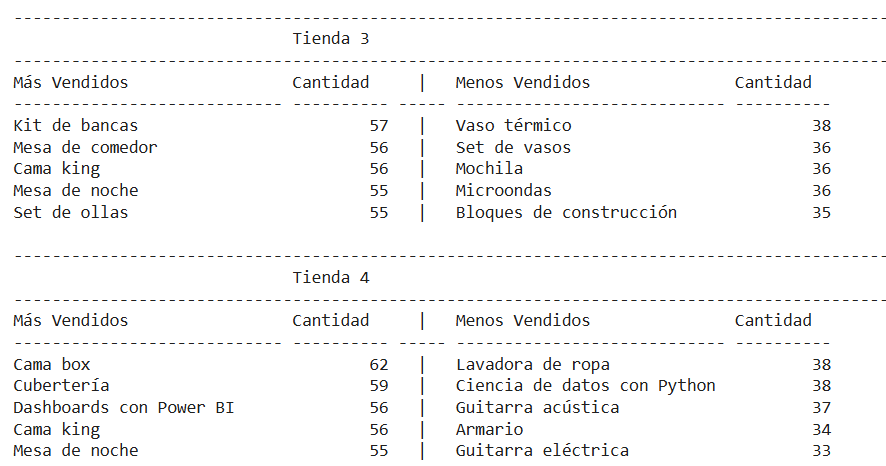 ------------------------------------------------------------------------------------------
Tienda 3
------------------------------------------------------------------------------------------
Más Vendidos Cantidad | Menos Vendidos Cantidad
---------------------------- ---------- ----- ---------------------------- ----------
Kit de bancas 57 | Vaso térmico 38
Mesa de comedor 56 | Set de vasos 36
Cama king 56 | Mochila 36
Mesa de noche 55 | Microondas 36
Set de ollas 55 | Bloques de construcción 35
------------------------------------------------------------------------------------------
Tienda 4
------------------------------------------------------------------------------------------
Más Vendidos Cantidad | Menos Vendidos Cantidad
---------------------------- ---------- ----- ---------------------------- ----------
Cama box 62 | Lavadora de ropa 38
Cubertería 59 | Ciencia de datos con Python 38
Dashboards con Power BI 56 | Guitarra acústica 37
Cama king 56 | Armario 34
Mesa de noche 55 | Guitarra eléctrica 33